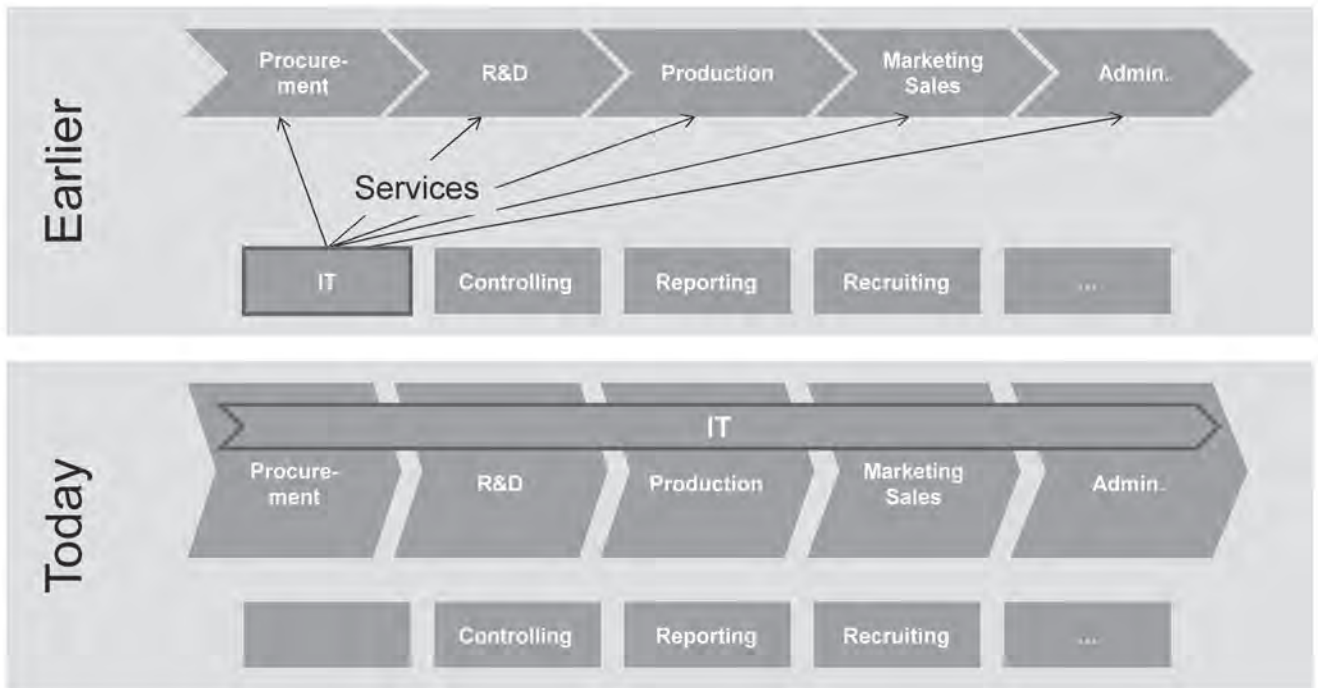 Earlier
Procure-
ment
R&D
Production
Marketing
Sales
Admin.
Services
IT
Controlling
Reporting
Recruiting
...
Today
IT
Procure-
ment
R&D
Production
Marketing
Sales
Admin.
Controlling
Reporting
Recruiting
...